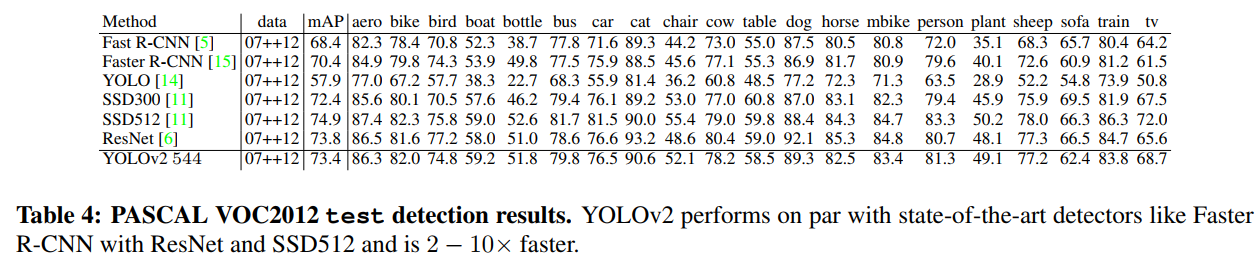 Method data mAP aero bike bird boat bottle bus car cat chair cow table dog horse mbike person plant sheep sofa train tv
Fast R-CNN [5] 07++12 68.4 82.3 78.4 70.8 52.3 38.7 77.8 71.6 89.3 44.2 73.0 55.0 87.5 80.5 80.8 72.0 35.1 68.3 65.7 80.4 64.2
Faster R-CNN [15] 07++12 70.4 84.9 79.8 74.3 53.9 49.8 77.5 75.9 88.5 45.6 77.1 55.3 86.9 81.7 80.9 79.6 40.1 72.6 60.9 81.2 61.5
YOLO [14] 07++12 57.9 77.0 67.2 57.7 38.3 22.7 68.3 55.9 81.4 36.2 60.8 48.5 77.2 72.3 71.3 63.5 28.9 52.2 54.8 73.9 50.8
SSD300 [11] 07++12 72.4 85.6 80.1 70.5 57.6 46.2 79.4 76.1 89.2 53.0 77.0 60.8 87.0 83.1 82.3 79.4 45.9 75.9 69.5 81.9 67.5
SSD512 [11] 07++12 74.9 87.4 82.3 75.8 59.0 52.6 81.7 81.5 90.0 55.4 79.0 59.8 88.4 84.3 84.7 83.3 50.2 78.0 66.3 86.3 72.0
ResNet [6] 07++12 73.8 86.5 81.6 77.2 58.0 51.0 78.6 76.6 93.2 48.6 80.4 59.0 92.1 85.3 84.8 80.7 48.1 77.3 66.5 84.7 65.6
YOLOv2 544 07++12 73.4 86.3 82.0 74.8 59.2 51.8 79.8 76.5 90.6 52.1 78.2 58.5 89.3 82.5 83.4 81.3 49.1 77.2 62.4 83.8 68.7
Table 4: PASCAL VOC2012 test detection results. YOLOv2 performs on par with state-of-the-art detectors like Faster
R-CNN with ResNet and SSD512 and is 2 − 10× faster.